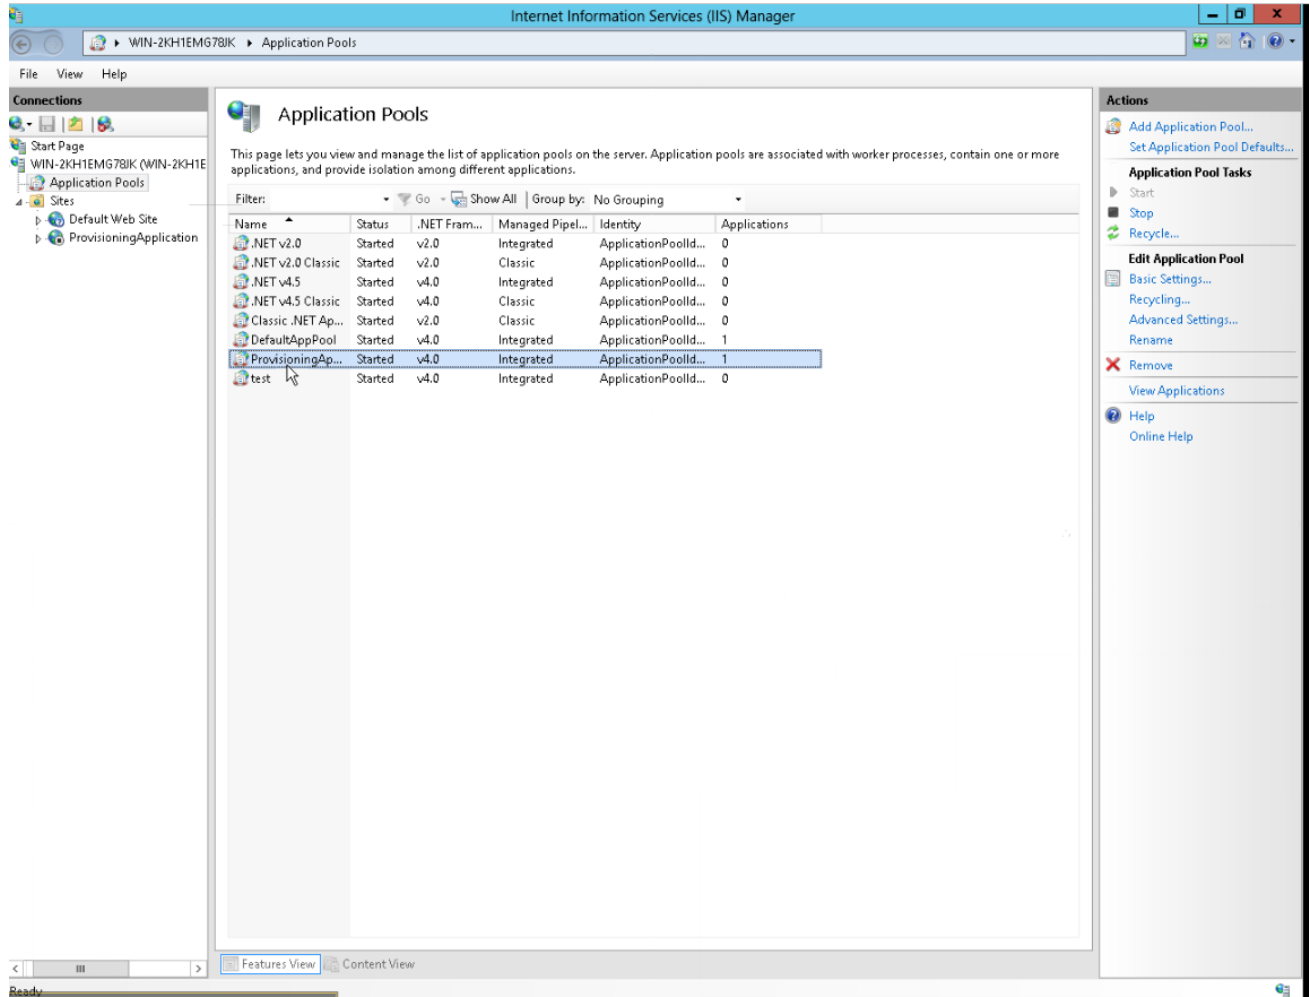 Internet Information Services (IIS) Manager
WIN-2KH1EMG78JK Application Pools
File View Help
Connections
Start Page
WIN-2KH1EMG78JK (WIN-2KH1E
Application Pools
Sites
Default Web Site
ProvisioningApplication
Application Pools
This page lets you view and manage the list of application pools on the server. Application pools are associated with worker processes, contain one or more
applications, and provide isolation among different applications.
Filter: Go Show All Group by: No Grouping
Name Status .NET Fram... Managed Pipel... Identity Applications
.NET v2.0 Started v2.0 Integrated ApplicationPoolId... 0
.NET v2.0 Classic Started v2.0 Classic ApplicationPoolId... 0
.NET v4.5 Started v4.0 Integrated ApplicationPoolId... 0
.NET v4.5 Classic Started v4.0 Classic ApplicationPoolId... 0
Classic .NET Ap... Started v2.0 Classic ApplicationPoolId... 0
DefaultAppPool Started v4.0 Integrated ApplicationPoolId... 1
ProvisioningAp... Started v4.0 Integrated ApplicationPoolId... 1
test Started v4.0 Integrated ApplicationPoolId... 0
Features View Content View
Actions
Add Application Pool...
Set Application Pool Defaults...
Application Pool Tasks
Start
Stop
Recycle...
Edit Application Pool
Basic Settings...
Recycling...
Advanced Settings...
Rename
Remove
View Applications
Help
Online Help
Ready